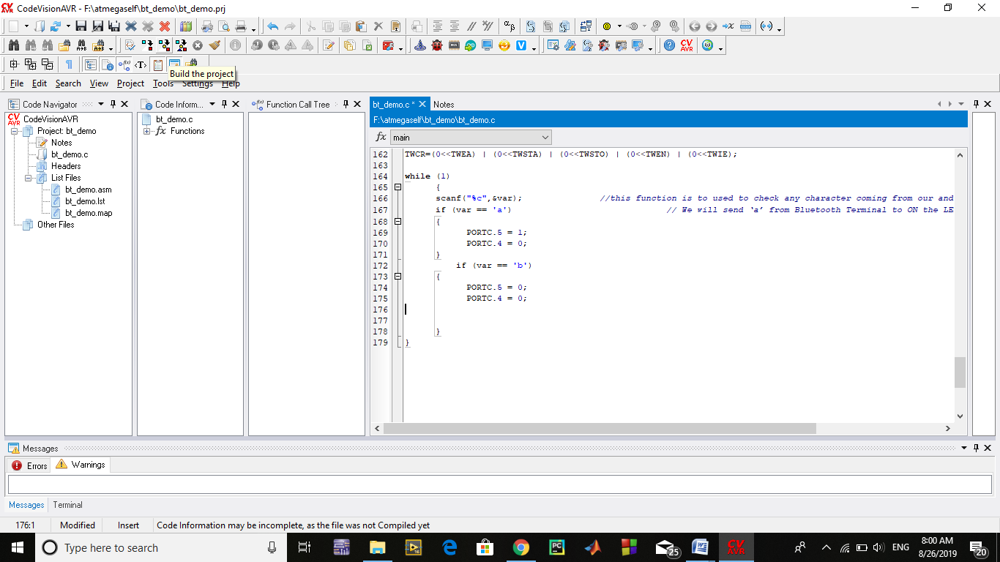 CodeVisionAVR - F:\atmegaself\bt_demo\bt_demo.prj
Build the project
File Edit Search View Project Tools Settings Help
Code Navigator
CodeVisionAVR
Project: bt_demo
Notes
bt_demo.c
Headers
List Files
bt_demo.asm
bt_demo.lst
bt_demo.map
Other Files
Code Inform...
bt_demo.c
Functions
Function Call Tree
bt_demo.c * Notes
F:\atmegaself\bt_demo\bt_demo.c
main
162 TWCR=(0<<TWEA) | (0<<TWSTA) | (0<<TWSTO) | (0<<TWEN) | (0<<TWIE);
163
164 while (1)
165 {
166 scanf("%c",&var); //this function is to used to check any character coming from our and
167 if (var == 'a') // We will send ‘a’ from Bluetooth Terminal to ON the LE
168 {
169 PORTC.5 = 1;
170 PORTC.4 = 0;
171 }
172 if (var == 'b')
173 {
174 PORTC.5 = 0;
175 PORTC.4 = 0;
176
177
178 }
179 }
Messages
Errors Warnings
Messages Terminal
176:1 Modified Insert Code Information may be incomplete, as the file was not Compiled yet
Type here to search
25
ENG
8:00 AM
8/26/2019
20